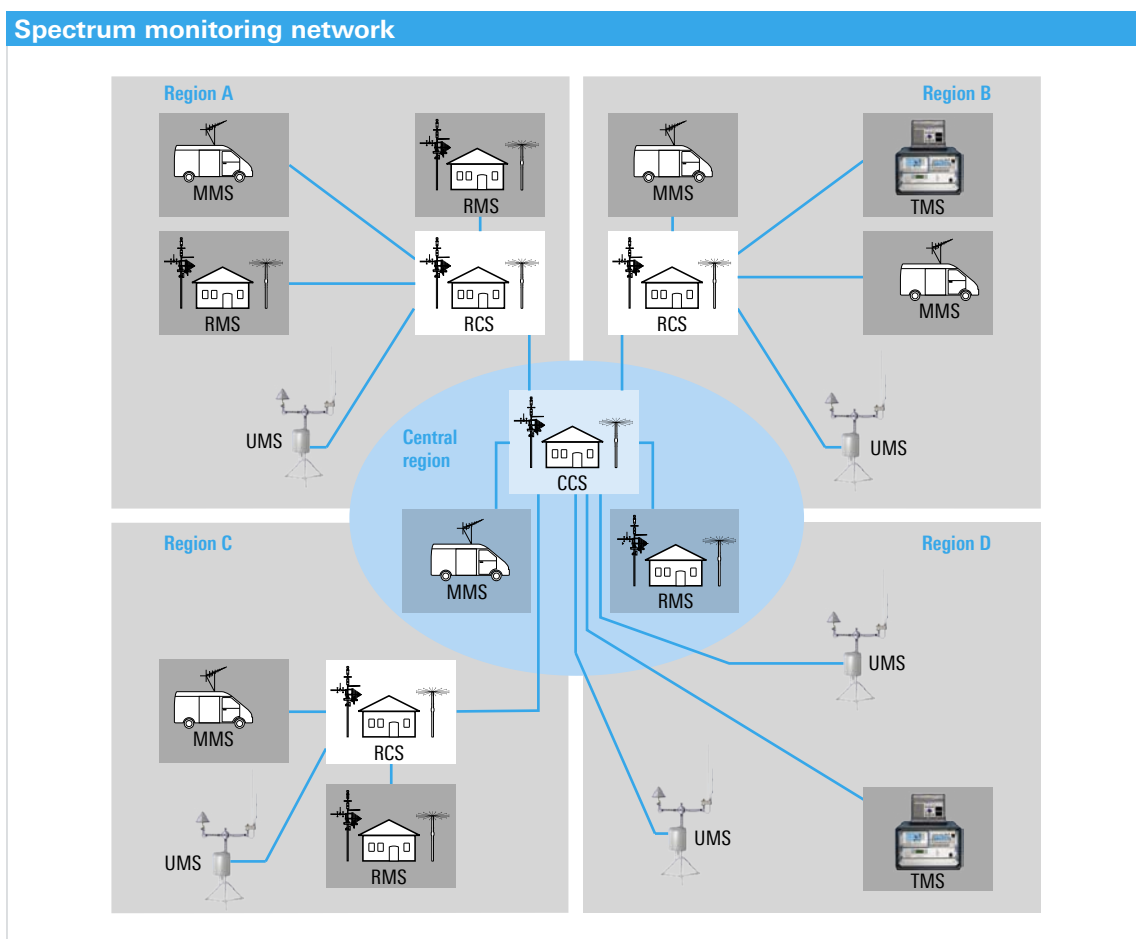 Spectrum monitoring network
Region A
Region B
MMS
RMS
MMS
TMS
RMS
RCS
RCS
MMS
UMS
UMS
Central
region
CCS
Region C
Region D
MMS
RMS
UMS
MMS
RCS
UMS
RMS
UMS
TMS